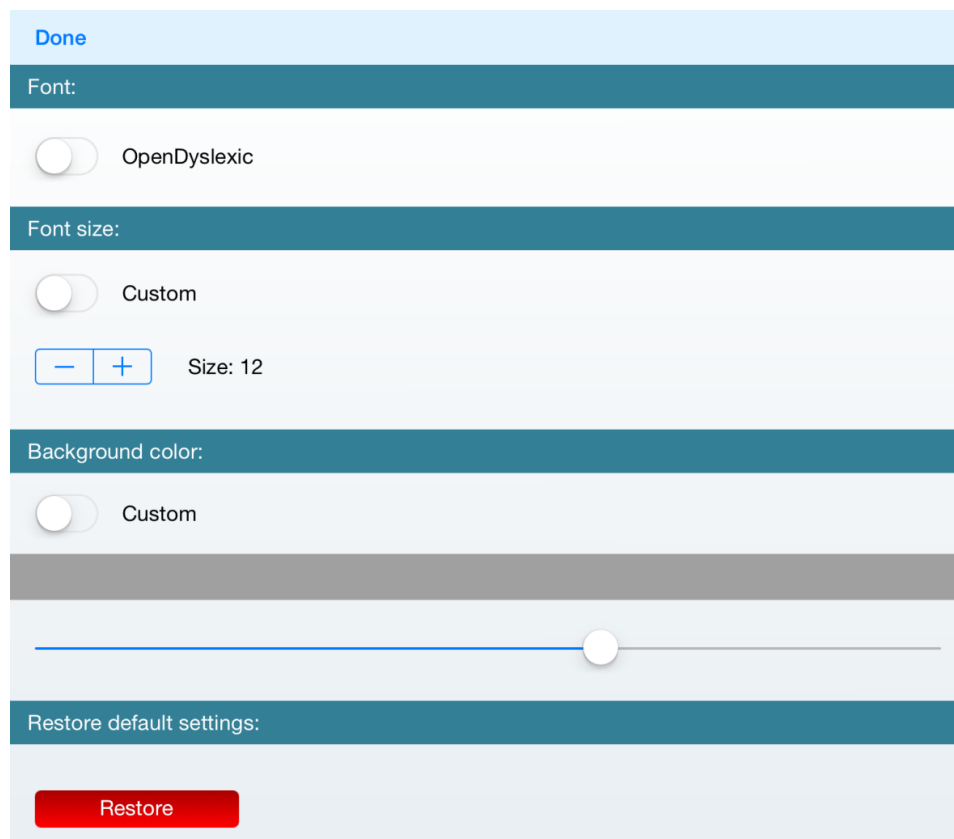 Done
Font:
OpenDyslexic
Font size:
Custom
Size: 12
Background color:
Custom
Restore default settings:
Restore